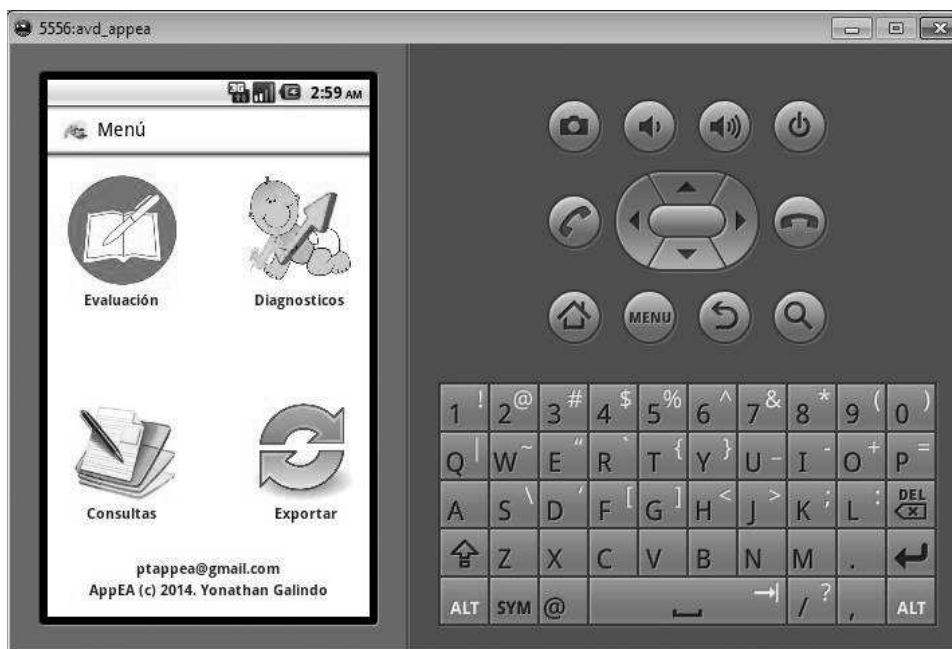 5556:avd_appea
3G 2:59 AM
Menú
Evaluación Diagnosticos
Consultas Exportar
ptappea@gmail.com
AppEA (c) 2014. Yonathan Galindo
MENU
1 ! 2 @ 3 # 4 $ 5 % 6 ^ 7 & 8 * 9 ( 0 )
Q | W ~ E “ R ` T { Y } U _ I - O + P =
A S \ D ‘ F [ G ] H < J > K ; L : DEL
Z X C V B N M .
ALT SYM @ / ? , ALT